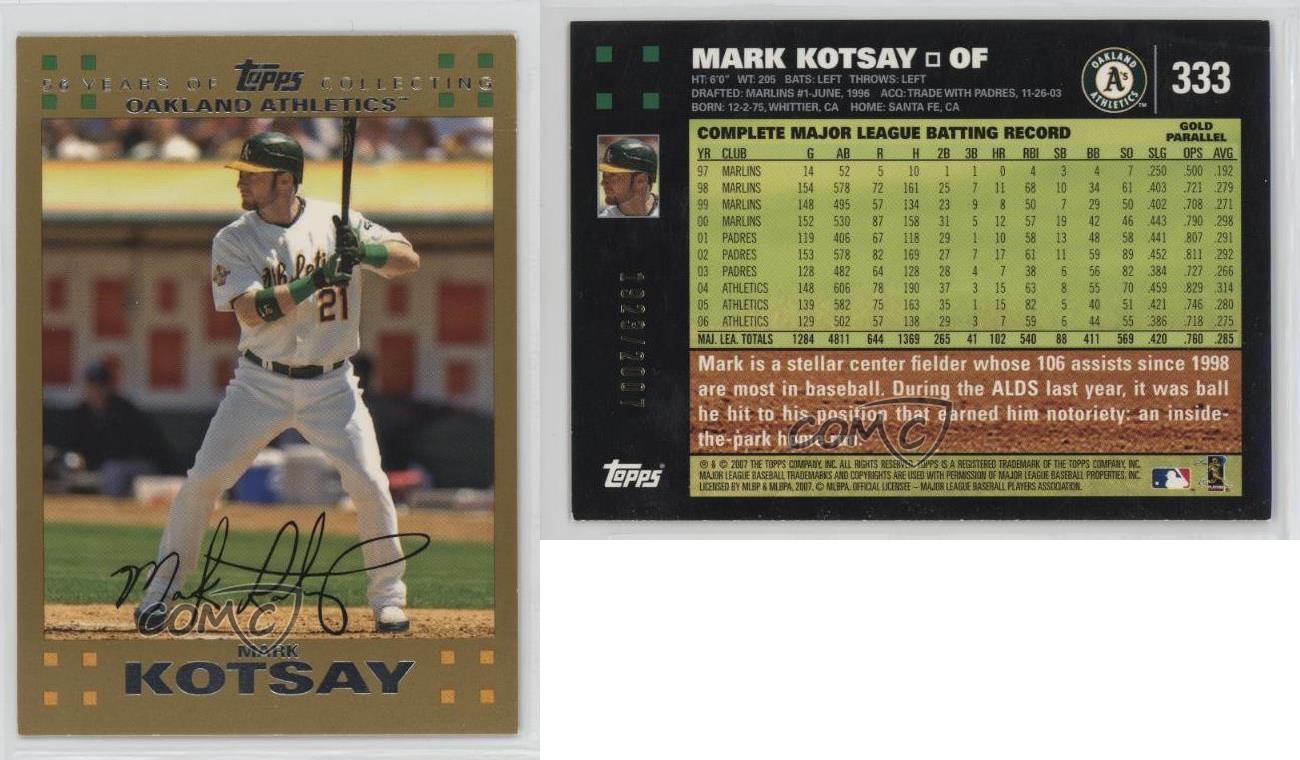 56 YEARS OF Topps COLLECTING
OAKLAND ATHLETICS™
Athletics
21
Mark Kotsay
COMC
MARK
KOTSAY
MARK KOTSAY □ OF
HT: 6'0" WT: 205 BATS: LEFT THROWS: LEFT
DRAFTED: MARLINS #1-JUNE, 1996 ACQ: TRADE WITH PADRES, 11-26-03
BORN: 12-2-75, WHITTIER, CA HOME: SANTA FE, CA
OAKLAND A's ATHLETICS ™
333
COMPLETE MAJOR LEAGUE BATTING RECORD
GOLD
PARALLEL
YR CLUB G AB R H 2B 3B HR RBI SB BB SO SLG OPS AVG
97 MARLINS 14 52 5 10 1 1 0 4 3 4 7 .250 .500 .192
98 MARLINS 154 578 72 161 25 7 11 68 10 34 61 .403 .721 .279
99 MARLINS 148 495 57 134 23 9 8 50 7 29 50 .402 .708 .271
00 MARLINS 152 530 87 158 31 5 12 57 19 42 46 .443 .790 .298
01 PADRES 119 406 67 118 29 1 10 58 13 48 58 .441 .807 .291
02 PADRES 153 578 82 169 27 7 17 61 11 59 89 .452 .811 .292
03 PADRES 128 482 64 128 28 4 7 38 6 56 82 .384 .727 .266
04 ATHLETICS 148 606 78 190 37 3 15 63 8 55 70 .459 .829 .314
05 ATHLETICS 139 582 75 163 35 1 15 82 5 40 51 .421 .746 .280
06 ATHLETICS 129 502 57 138 29 3 7 59 6 44 55 .386 .718 .275
MAJ. LEA. TOTALS 1284 4811 644 1369 265 41 102 540 88 411 569 .420 .760 .285
Mark is a stellar center fielder whose 106 assists since 1998
are most in baseball. During the ALDS last year, it was ball
he hit to his position that earned him notoriety: an inside-
the-park home run.
COMC
Topps
® & © 2007 THE TOPPS COMPANY, INC. ALL RIGHTS RESERVED. TOPPS IS A REGISTERED TRADEMARK OF THE TOPPS COMPANY, INC.
MAJOR LEAGUE BASEBALL TRADEMARKS AND COPYRIGHTS ARE USED WITH PERMISSION OF MAJOR LEAGUE BASEBALL PROPERTIES, INC.
LICENSED BY MLBP & MLBPA, 2007. © MLBPA. OFFICIAL LICENSEE – MAJOR LEAGUE BASEBALL PLAYERS ASSOCIATION.